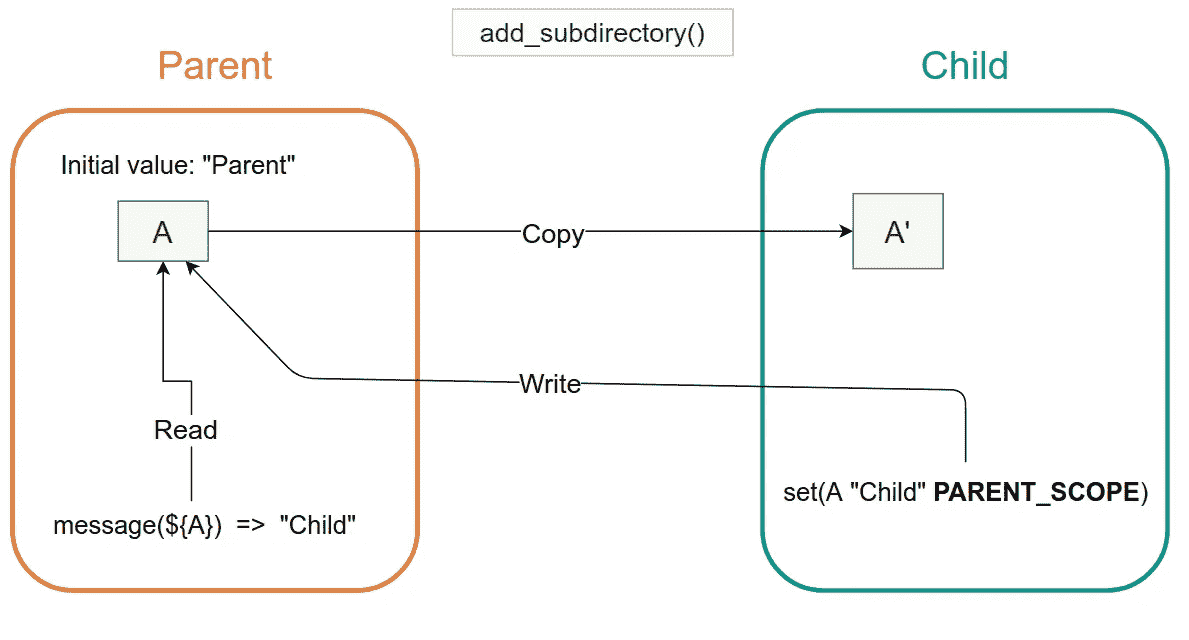 add_subdirectory()
Parent
Child
Initial value: "Parent"
A
Copy
A'
Write
Read
set(A "Child" PARENT_SCOPE)
message(${A}) => "Child"